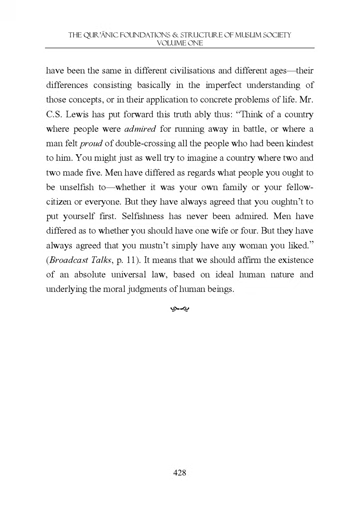 THE QUR'ĀNIC FOUNDATIONS & STRUCTURE OF MUSLIM SOCIETY
VOLUME ONE
have been the same in different civilisations and different ages—their
differences consisting basically in the imperfect understanding of
those concepts, or in their application to concrete problems of life. Mr.
C.S. Lewis has put forward this truth ably thus: “Think of a country
where people were admired for running away in battle, or where a
man felt proud of double-crossing all the people who had been kindest
to him. You might just as well try to imagine a country where two and
two made five. Men have differed as regards what people you ought to
be unselfish to—whether it was your own family or your fellow-
citizen or everyone. But they have always agreed that you oughtn’t to
put yourself first. Selfishness has never been admired. Men have
differed as to whether you should have one wife or four. But they have
always agreed that you mustn’t simply have any woman you liked.”
(Broadcast Talks, p. 11). It means that we should affirm the existence
of an absolute universal law, based on ideal human nature and
underlying the moral judgments of human beings.
428